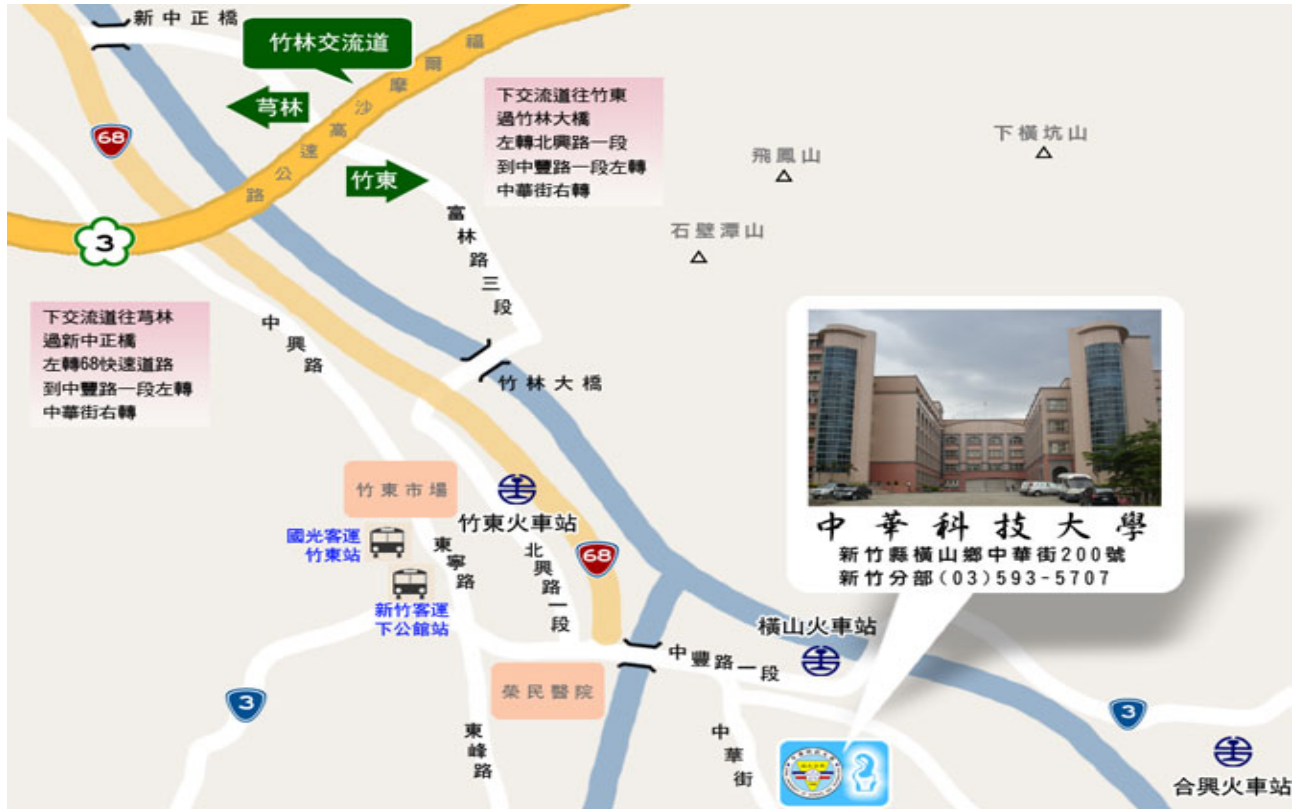 新中正橋
竹林交流道
福爾摩沙高速公路
芎林
68
下交流道往竹東
過竹林大橋
左轉北興路一段
到中豐路一段左轉
中華街右轉
下橫坑山
飛鳳山
竹東
3
富林路三段
石壁潭山
下交流道往芎林
過新中正橋
左轉68快速道路
到中豐路一段左轉
中華街右轉
中興路
竹林大橋
竹東市場
竹東火車站
中華科技大學
新竹縣橫山鄉中華街200號
新竹分部(03)593-5707
國光客運
竹東站
東寧路
北興路一段
68
新竹客運
下公館站
橫山火車站
中豐路一段
榮民醫院
3
3
東峰路
中華街
合興火車站